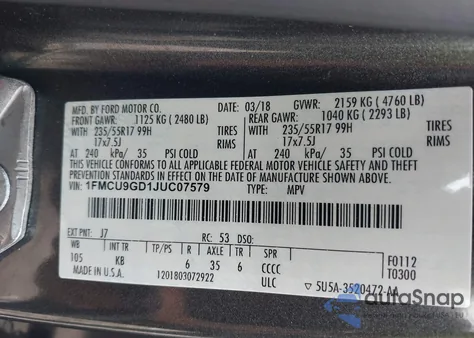 MFD. BY FORD MOTOR CO.
03/18 GVWR: 2159 KG ( 4760 LB)
FRONT GAWR: 1125 KG ( 2480 LB) REAR GAWR: 1040 KG ( 2293 LB)
235/55R17 99H TIRES 235/55R17 99H TIRES
17x7.5J RIMS 17x7.5J RIMS
AT 240 kPa/ 35 PSI COLD AT 240 kPa/ 35 PSI COLD
THIS VEHICLE CONFORMS TO ALL APPLICABLE FEDERAL MOTOR VEHICLE SAFETY AND THEFT PREVENTION
STANDARDS IN EFFECT ON THE DATE OF MANUFACTURE SHOWN ABOVE.
VIN: 1FMCU9GD1JUC07579 TYPE: MPV
EXT PNT: J7 RC: 53 DSO:
WB INT TR TP/PS R AXLE TR SPR F0112
105 KB 6 35 6 CCCC T0300
MADE IN U.S.A. 1201803072922 ULC 5U5A-3520472-AA
autoSnap